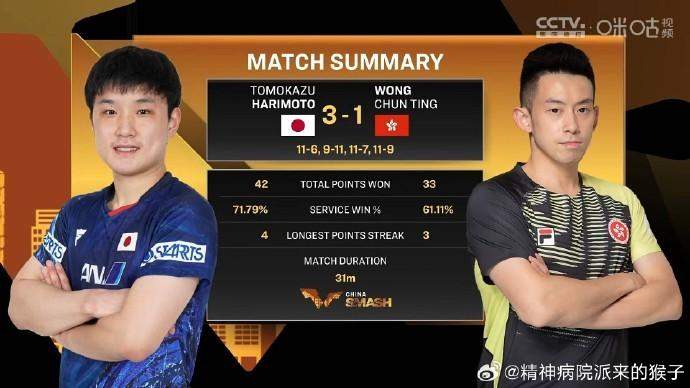 CCTV 咪咕视频
MATCH SUMMARY
TOMOKAZU
HARIMOTO
3 - 1
WONG
CHUN TING
11-6, 9-11, 11-7, 11-9
42 TOTAL POINTS WON 33
71.79% SERVICE WIN % 61.11%
4 LONGEST POINTS STREAK 3
MATCH DURATION
31m
CHINA
SMASH
VARTS
ANA
FILA
@精神病院派来的猴子